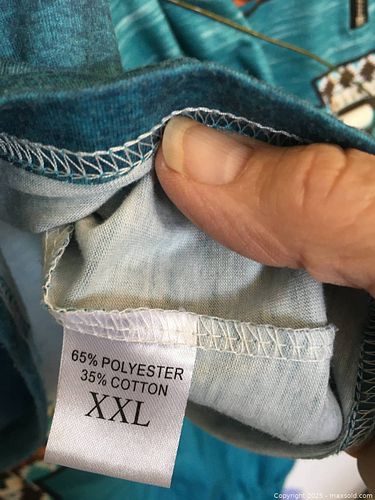 65% POLYESTER
35% COTTON
XXL
Copyright 2025 - maxsold.com